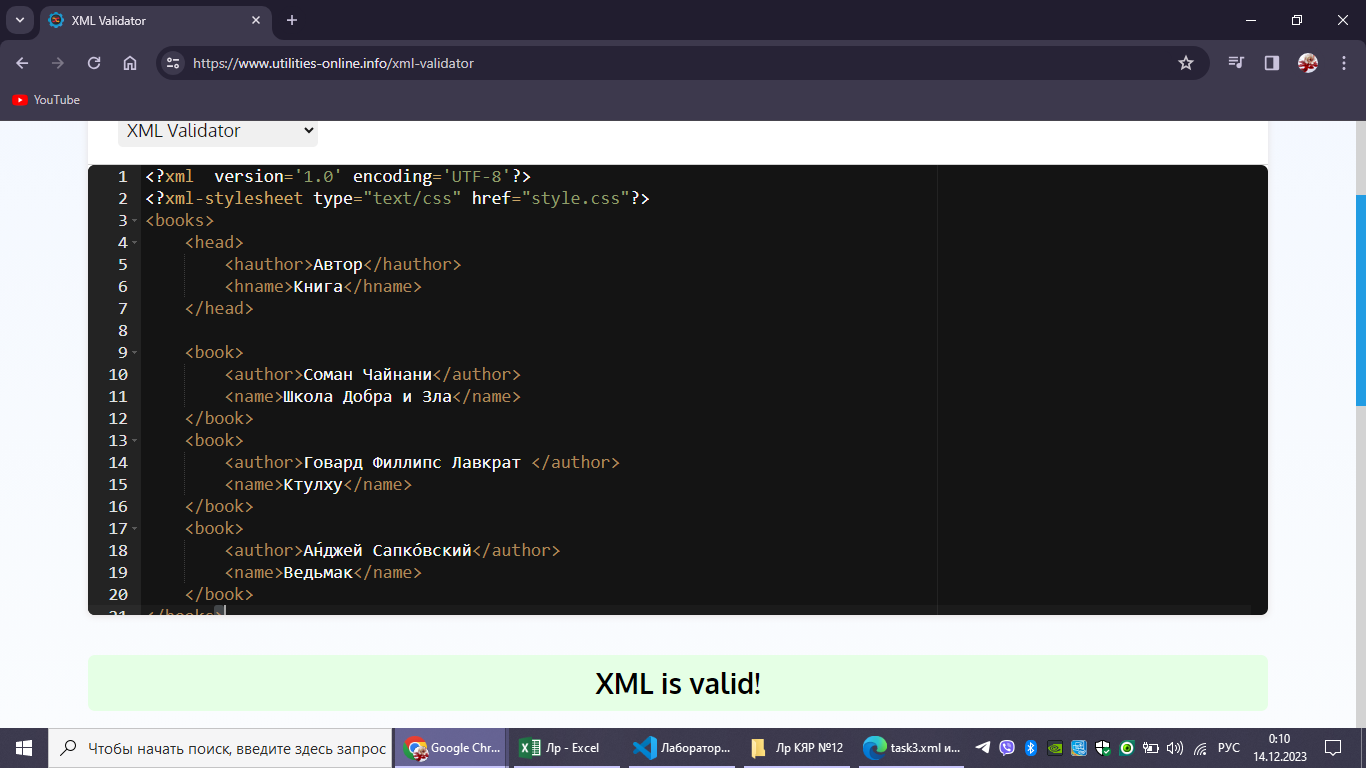 XML Validator
https://www.utilities-online.info/xml-validator
YouTube
XML Validator
1 <?xml  version='1.0' encoding='UTF-8'?>
2 <?xml-stylesheet type="text/css" href="style.css"?>
3 <books>
4     <head>
5         <hauthor>Автор</hauthor>
6         <hname>Книга</hname>
7     </head>
8
9     <book>
10         <author>Соман Чайнани</author>
11         <name>Школа Добра и Зла</name>
12     </book>
13     <book>
14         <author>Говард Филлипс Лавкрат </author>
15         <name>Ктулху</name>
16     </book>
17     <book>
18         <author>Ан́джей Сапко́вский</author>
19         <name>Ведьмак</name>
20     </book>
21 </books>
XML is valid!
Чтобы начать поиск, введите здесь запрос
Google Chr...
Лр - Excel
Лаборатор...
Лр КЯР №12
task3.xml и...
РУС
0:10
14.12.2023